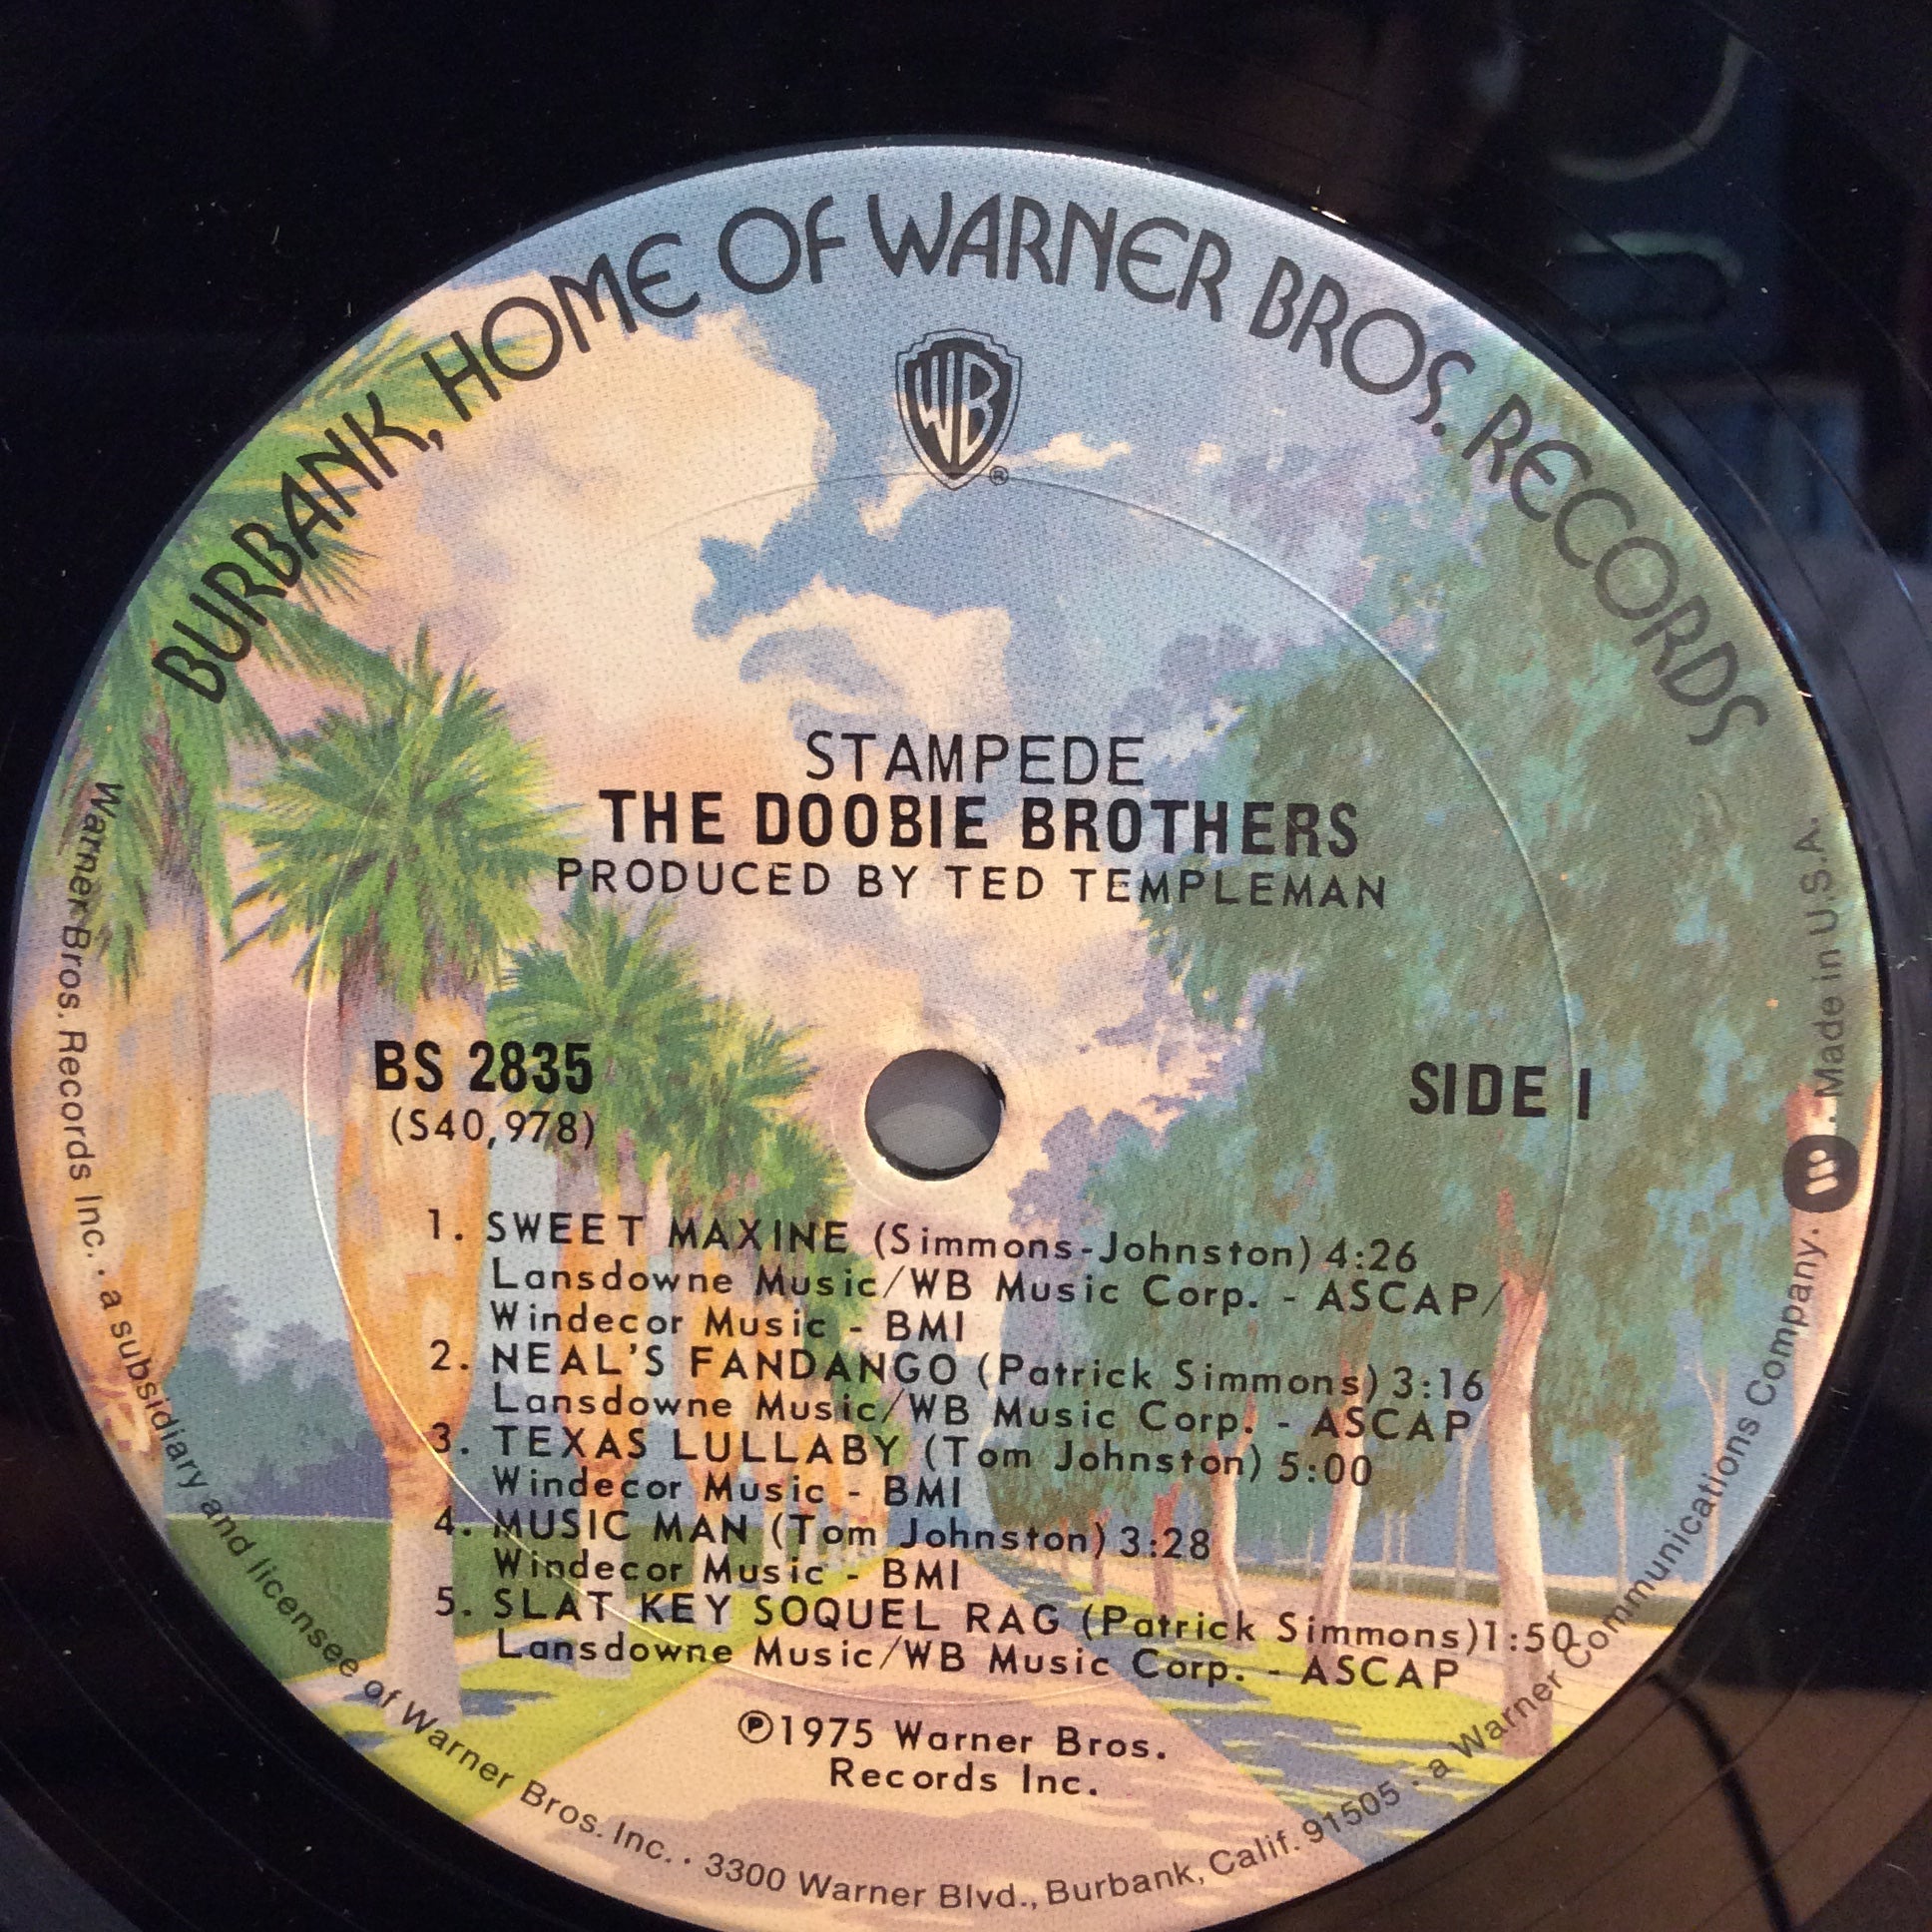 BURBANK, HOME OF WARNER BROS. RECORDS
WB
®
STAMPEDE
THE DOOBIE BROTHERS
PRODUCED BY TED TEMPLEMAN
BS 2835
(S40,978)
SIDE 1
1. SWEET MAXINE (Simmons-Johnston) 4:26
Lansdowne Music/WB Music Corp. - ASCAP/
Windecor Music - BMI
2. NEAL'S FANDANGO (Patrick Simmons) 3:16
Lansdowne Music/WB Music Corp. - ASCAP
3. TEXAS LULLABY (Tom Johnston) 5:00
Windecor Music - BMI
4. MUSIC MAN (Tom Johnston) 3:28
Windecor Music - BMI
5. SLAT KEY SOQUEL RAG (Patrick Simmons) 1:50
Lansdowne Music/WB Music Corp. - ASCAP
℗1975 Warner Bros.
Records Inc.
Warner Bros. Records Inc. · a subsidiary and licensee of Warner Bros. Inc. · 3300 Warner Blvd., Burbank, Calif. 91505 · a Warner Communications Company. · Made in U.S.A.